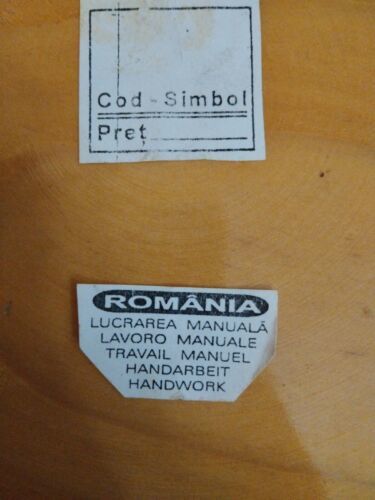 Cod - Simbol
Preț
ROMÂNIA
LUCRAREA MANUALĂ
LAVORO MANUALE
TRAVAIL MANUEL
HANDARBEIT
HANDWORK